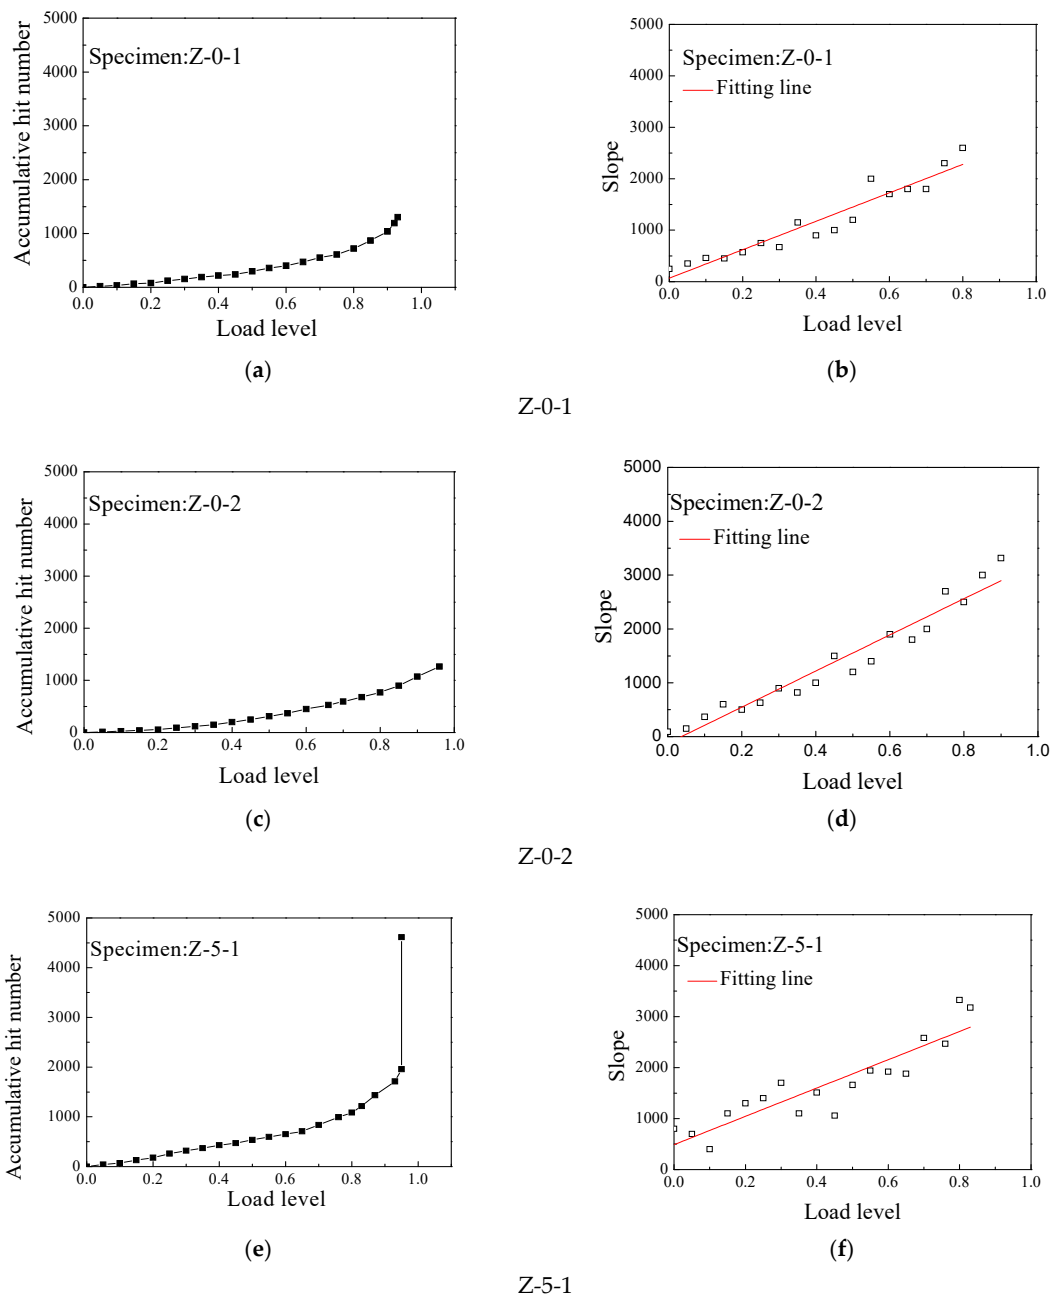 5000
4000
3000
2000
1000
0
Accumulative hit number
Specimen:Z-0-1
0.0 0.2 0.4 0.6 0.8 1.0
Load level
(a)
5000
4000
3000
2000
1000
0
Slope
Specimen:Z-0-1
Fitting line
0.0 0.2 0.4 0.6 0.8 1.0
Load level
(b)
Z-0-1
5000
4000
3000
2000
1000
0
Accumulative hit number
Specimen:Z-0-2
0.0 0.2 0.4 0.6 0.8 1.0
Load level
(c)
5000
4000
3000
2000
1000
0
Slope
Specimen:Z-0-2
Fitting line
0.0 0.2 0.4 0.6 0.8 1.0
Load level
(d)
Z-0-2
5000
4000
3000
2000
1000
0
Accumulative hit number
Specimen:Z-5-1
0.0 0.2 0.4 0.6 0.8 1.0
Load level
(e)
5000
4000
3000
2000
1000
0
Slope
Specimen:Z-5-1
Fitting line
0.0 0.2 0.4 0.6 0.8 1.0
Load level
(f)
Z-5-1